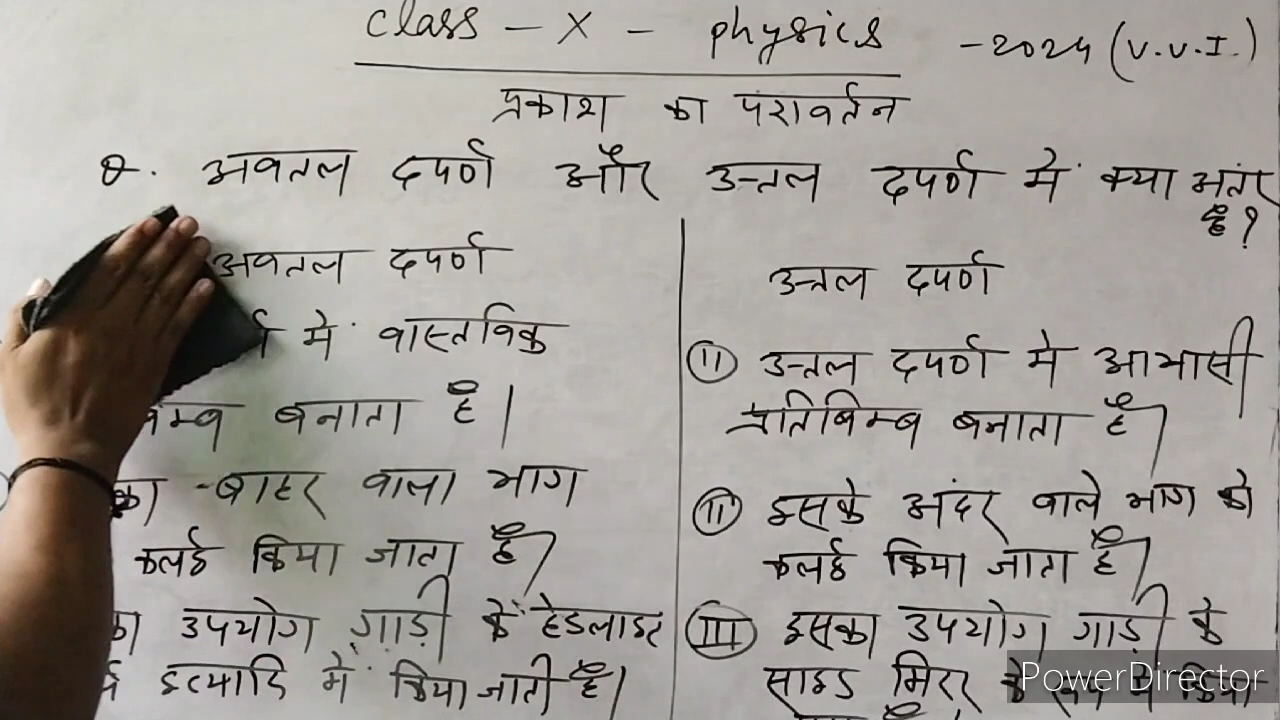 class - X - physics - 2024 (V.V.I.)
प्रकाश का परावर्तन
Q. अवतल दर्पण और उत्तल दर्पण में क्या अंतर
है?
अवतल दर्पण
में वास्तविक
म्ब बनाता है।
का बाहर वाला भाग
कलई किया जाता है।
का उपयोग गाड़ी के हेडलाइट
इत्यादि में किया जाती है।
उत्तल दर्पण
(II) उत्तल दर्पण में आभासी
प्रतिबिम्ब बनाता है।
(II) इसके अंदर वाले भाग को
कलई किया जाता है।
(III) इसका उपयोग गाड़ी के
साइड मिरर के रूप में किया
PowerDirector